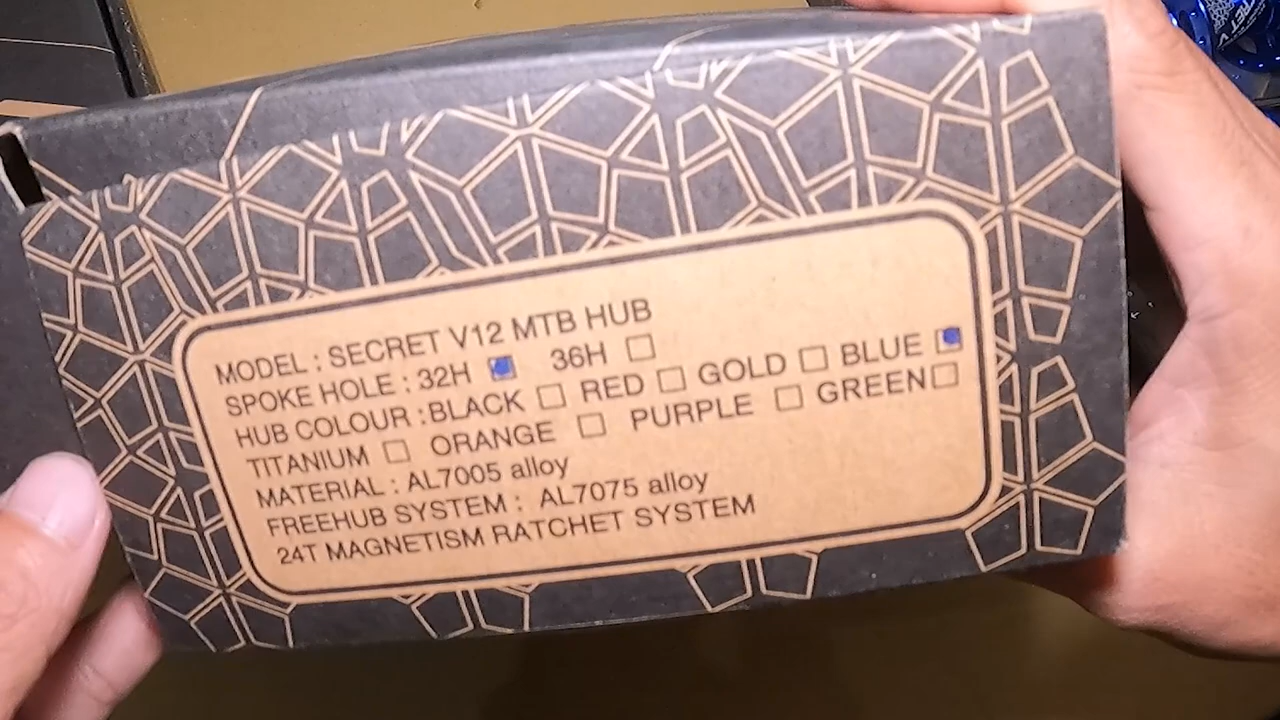 MODEL : SECRET V12 MTB HUB
SPOKE HOLE : 32H 36H
HUB COLOUR : BLACK RED GOLD BLUE
TITANIUM ORANGE PURPLE GREEN
MATERIAL : AL7005 alloy
FREEHUB SYSTEM : AL7075 alloy
24T MAGNETISM RATCHET SYSTEM